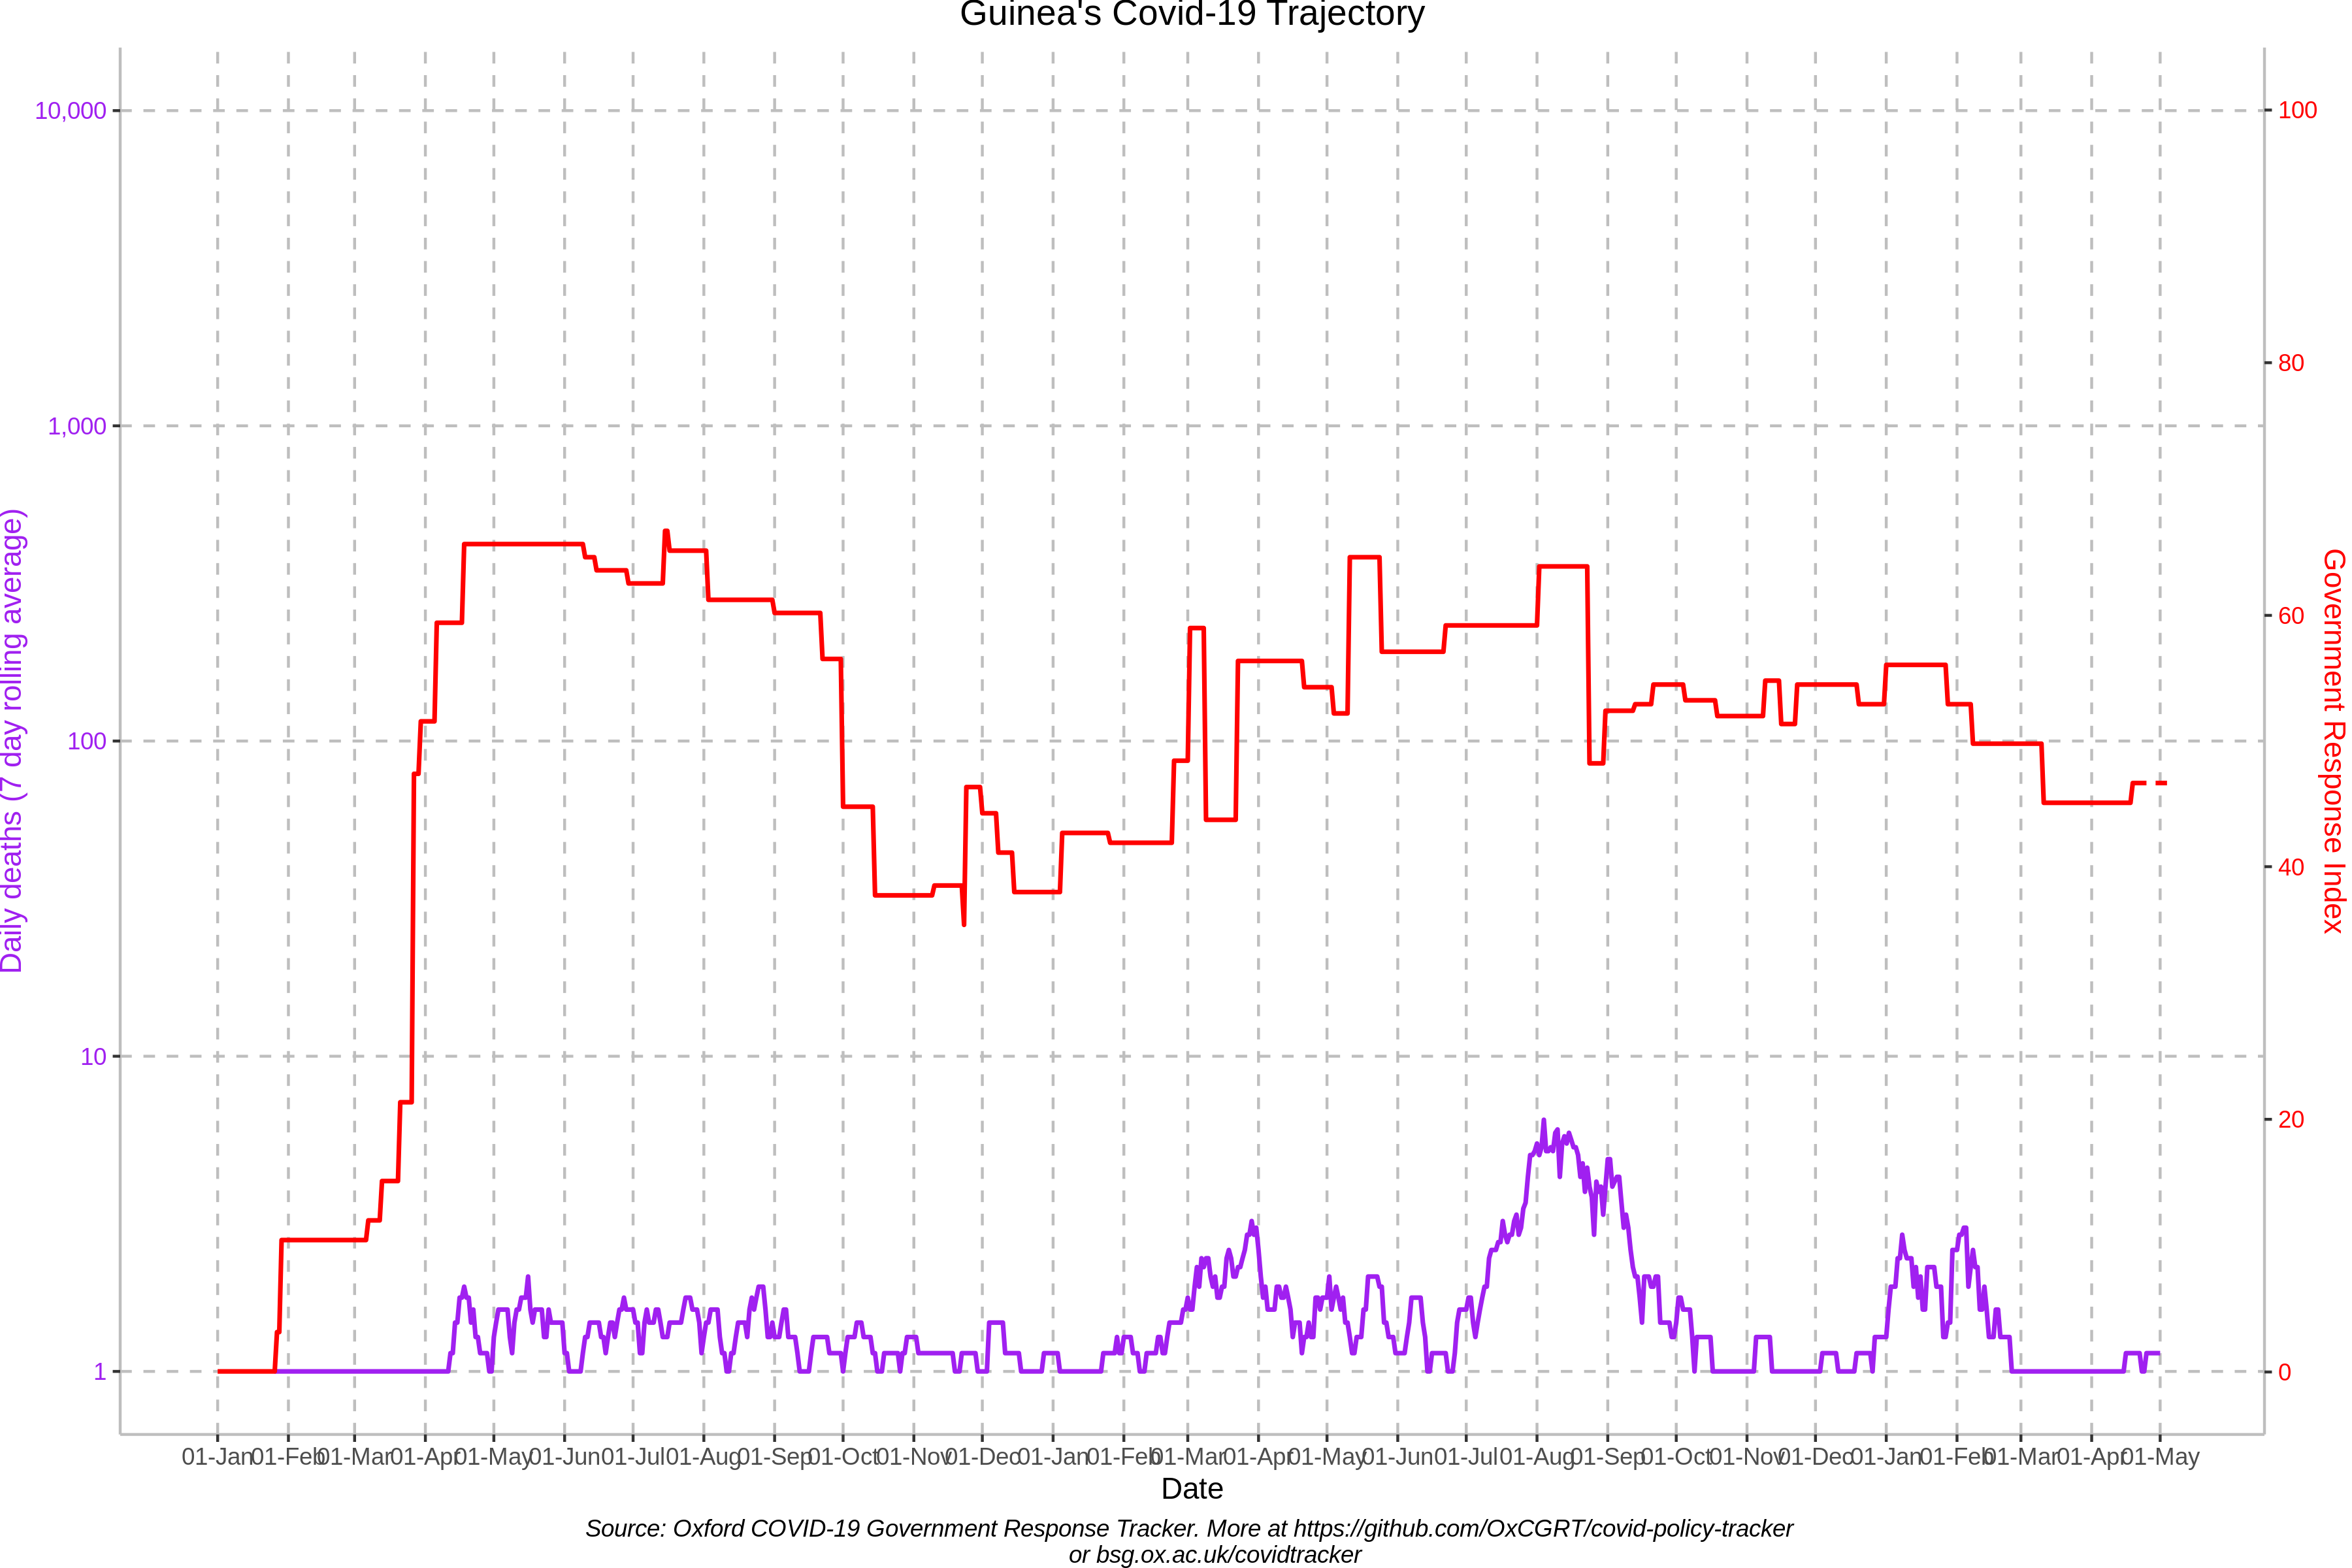 Guinea's Covid-19 Trajectory
10,000
1,000
100
10
1
Daily deaths (7 day rolling average)
100
80
60
40
20
0
Government Response Index
01-Jan 01-Feb 01-Mar 01-Apr 01-May 01-Jun 01-Jul 01-Aug 01-Sep 01-Oct 01-Nov 01-Dec 01-Jan 01-Feb 01-Mar 01-Apr 01-May 01-Jun 01-Jul 01-Aug 01-Sep 01-Oct 01-Nov 01-Dec 01-Jan 01-Feb 01-Mar 01-Apr 01-May
Date
Source: Oxford COVID-19 Government Response Tracker. More at https://github.com/OxCGRT/covid-policy-tracker
or bsg.ox.ac.uk/covidtracker